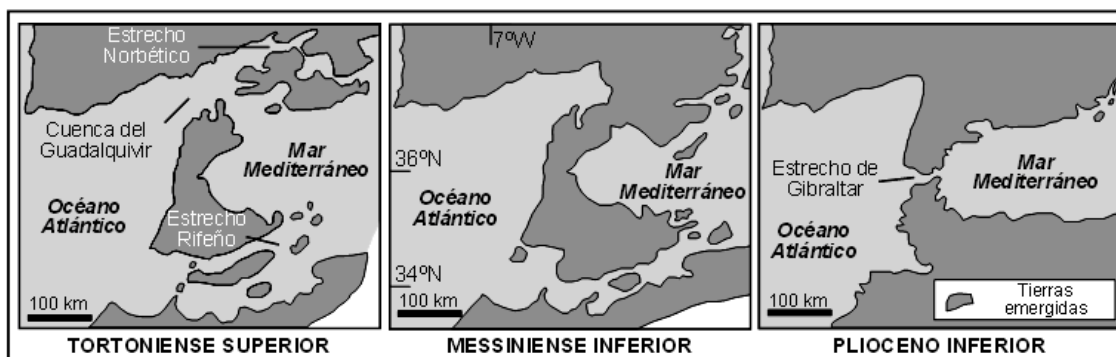 Estrecho
Norbético
Cuenca del
Guadalquivir
Mar
Mediterráneo
Océano
Atlántico
Estrecho
Rifeño
100 km
TORTONIENSE SUPERIOR
7ºW
36ºN
Mar
Mediterráneo
Océano
Atlántico
34ºN
100 km
MESSINIENSE INFERIOR
Estrecho de
Gibraltar
Mar
Mediterráneo
Océano
Atlántico
100 km
Tierras
emergidas
PLIOCENO INFERIOR